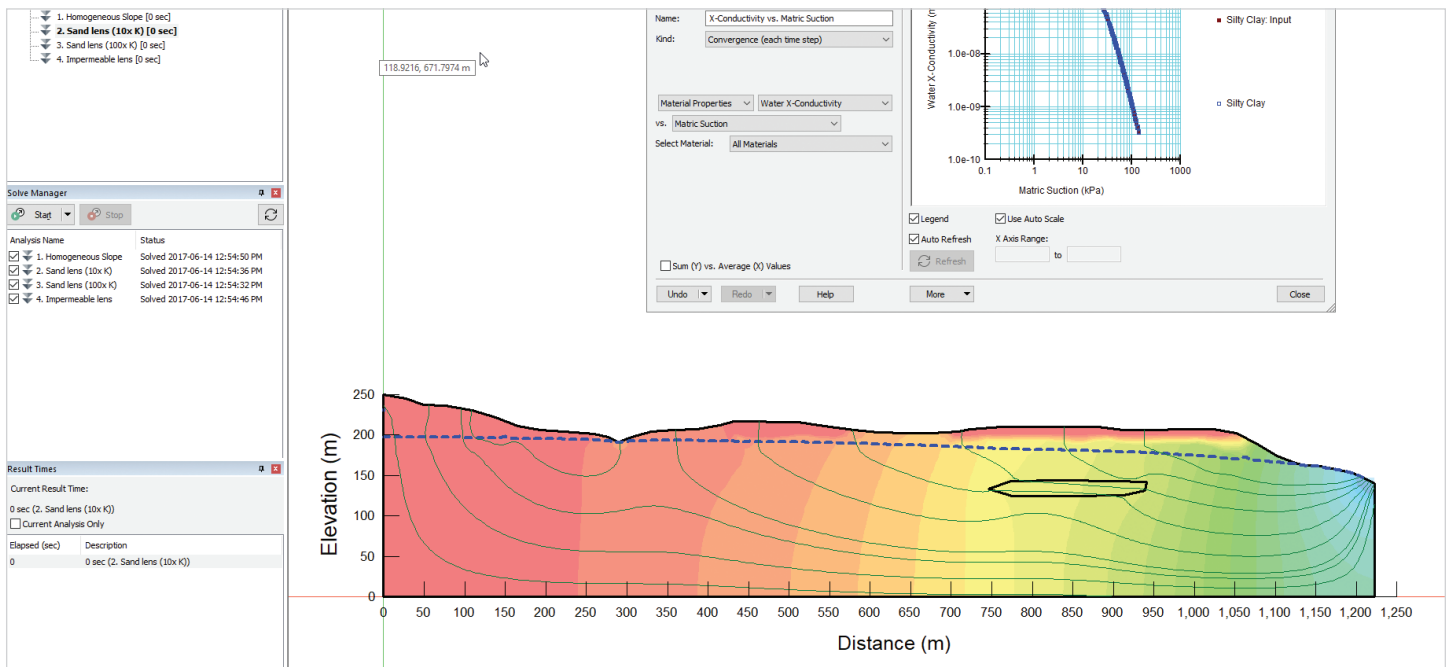 1. Homogeneous Slope [0 sec]
2. Sand lens (10x K) [0 sec]
3. Sand lens (100x K) [0 sec]
4. Impermeable lens [0 sec]
118.9216, 671.7974 m
Name: X-Conductivity vs. Matric Suction
Kind: Convergence (each time step)
Material Properties Water X-Conductivity
vs. Matric Suction
Select Material: All Materials
Sum (Y) vs. Average (X) Values
Undo Redo Help
Water X-Conductivity (m
1.0e-08
1.0e-09
1.0e-10
0.1 1 10 100 1000
Matric Suction (kPa)
Silty Clay: Input
Silty Clay
Legend Use Auto Scale
Auto Refresh X Axis Range:
Refresh to
More Close
Solve Manager
Start Stop
Analysis Name Status
1. Homogeneous Slope Solved 2017-06-14 12:54:50 PM
2. Sand lens (10x K) Solved 2017-06-14 12:54:36 PM
3. Sand lens (100x K) Solved 2017-06-14 12:54:32 PM
4. Impermeable lens Solved 2017-06-14 12:54:46 PM
Result Times
Current Result Time:
0 sec (2. Sand lens (10x K))
Current Analysis Only
Elapsed (sec) Description
0 0 sec (2. Sand lens (10x K))
Elevation (m)
250
200
150
100
50
0
0 50 100 150 200 250 300 350 400 450 500 550 600 650 700 750 800 850 900 950 1,000 1,050 1,100 1,150 1,200 1,250
Distance (m)